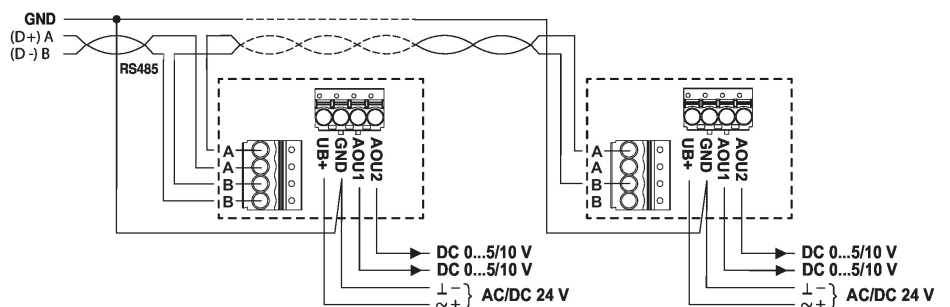 GND
(D+) A
(D -) B
RS485
UB+ GND AOU1 AOU2
A
A
B
B
DC 0...5/10 V
DC 0...5/10 V
⊥ − } AC/DC 24 V
~ +
UB+ GND AOU1 AOU2
A
A
B
B
DC 0...5/10 V
DC 0...5/10 V
⊥ − } AC/DC 24 V
~ +